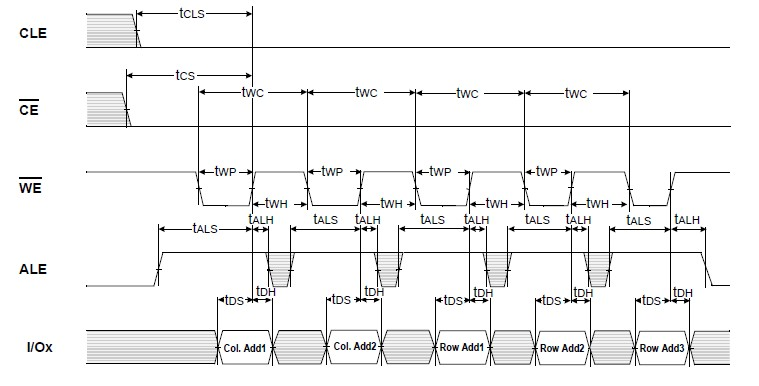 CLE
tCLS
CE
tCS
tWC tWC tWC tWC
WE
tWP tWP tWP tWP
tWH tWH tWH tWH
ALE
tALS tALH tALS tALH tALS tALH tALS tALH tALS tALH
tDS tDH tDS tDH tDS tDH tDS tDH tDS tDH
I/Ox
Col. Add1 Col. Add2 Row Add1 Row Add2 Row Add3